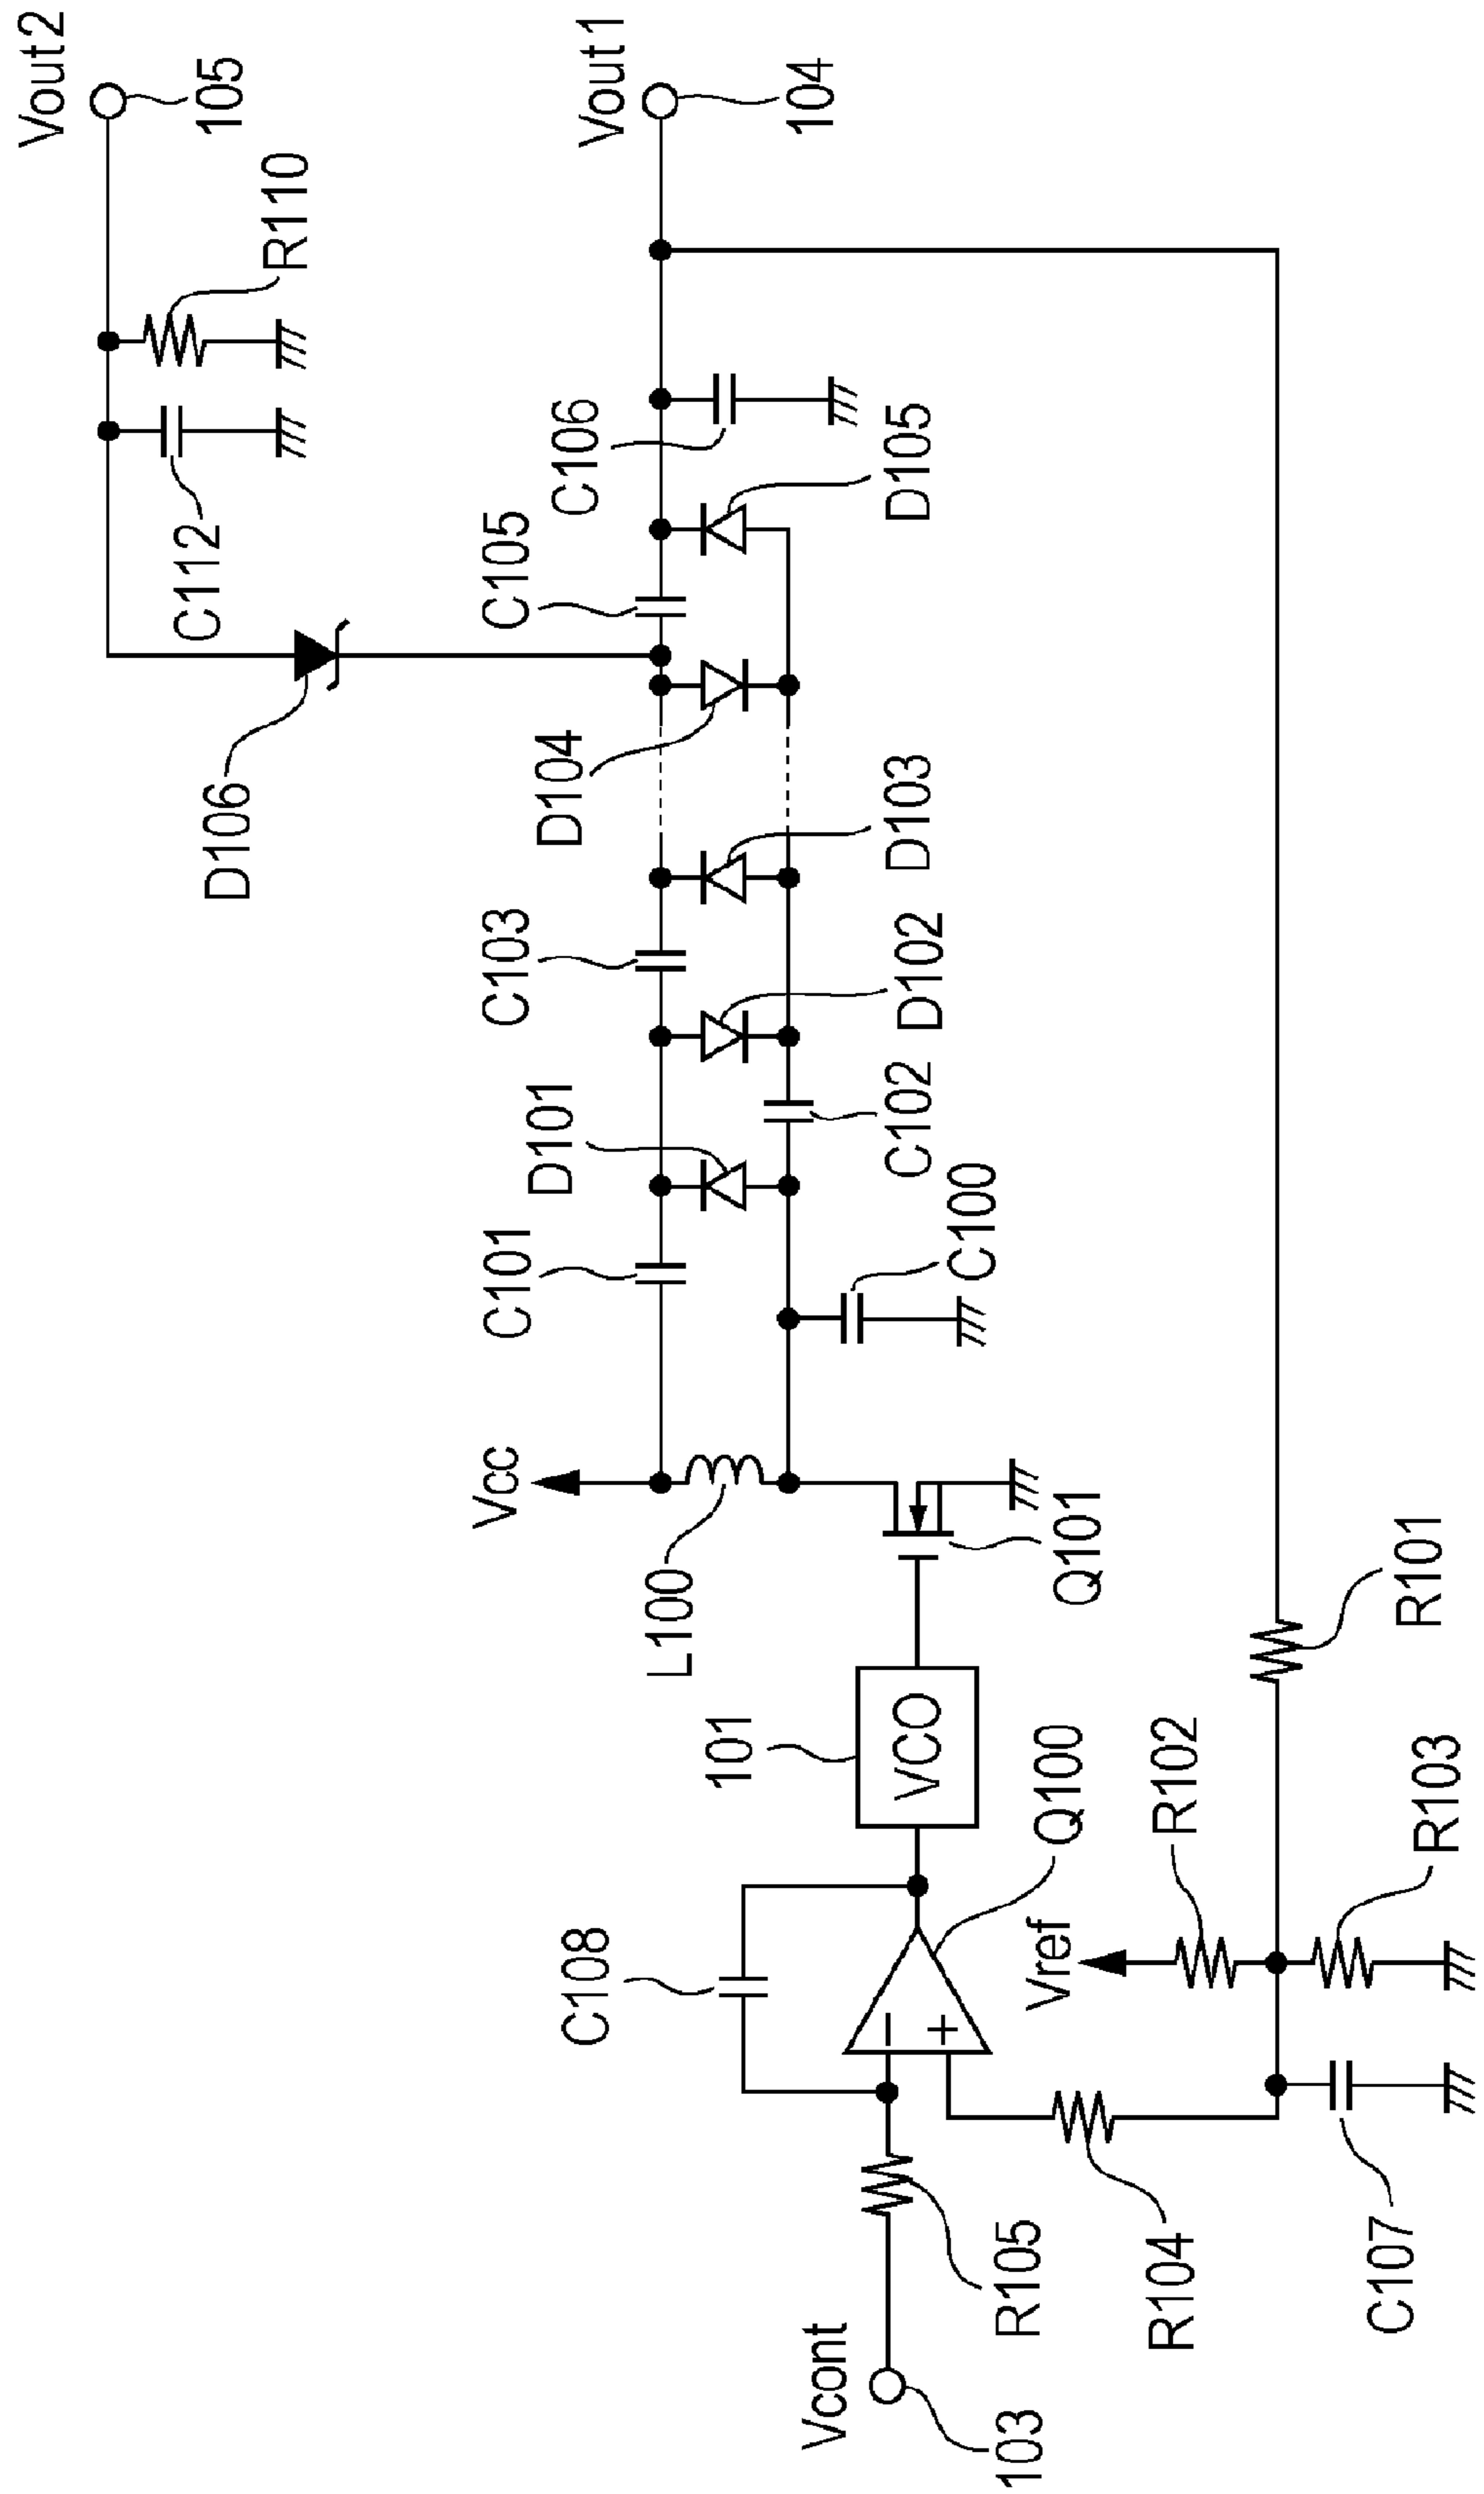 Vout2
105
R110
C112
D106
Vout1
104
C106
C105
D105
D104
D103
C103
D102
D101
C102
C101
C100
Vcc
L100
Q101
R101
101
VCO
Q100
R102
R103
Vref
C108
−
+
R105
R104
C107
Vcont
103